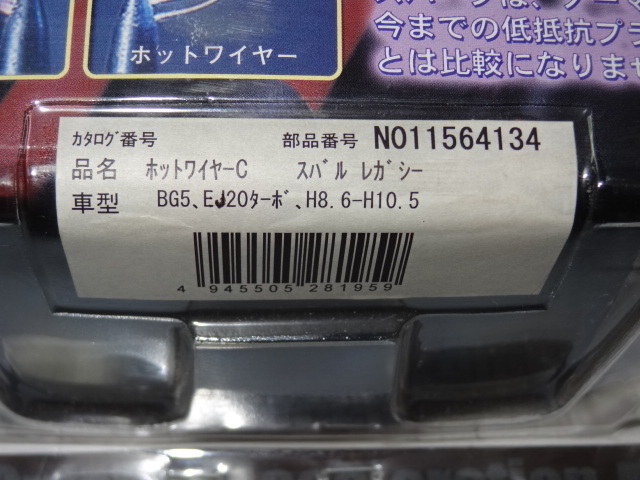 ホットワイヤー
今までの低抵抗プラ
とは比較になりませ
ｶﾀﾛｸﾞ番号 部品番号 NO11564134
品名 ﾎｯﾄﾜｲﾔｰC ｽﾊﾞﾙ ﾚｶﾞｼｰ
車型 BG5、EJ20ﾀｰﾎﾞ、H8.6-H10.5
4 945505 281959